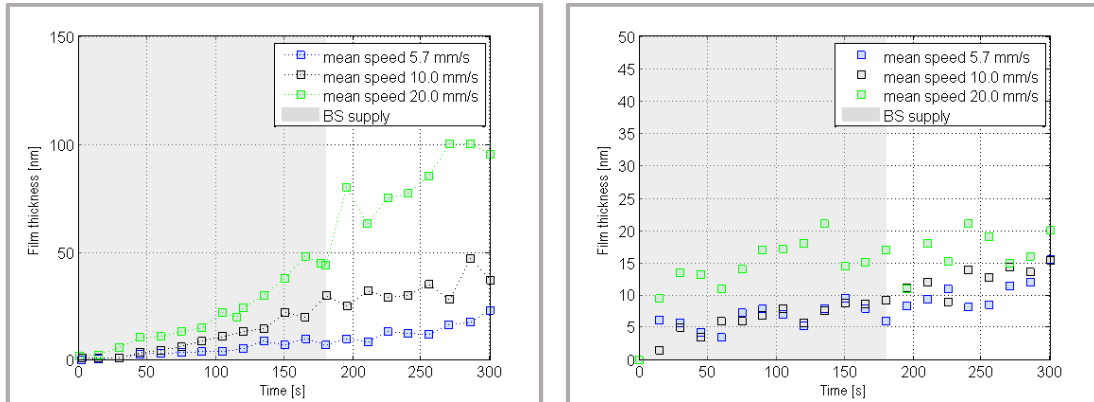 150
100
50
0
Film thickness [nm]
mean speed 5.7 mm/s
mean speed 10.0 mm/s
mean speed 20.0 mm/s
BS supply
0 50 100 150 200 250 300
Time [s]
50
45
40
35
30
25
20
15
10
5
0
Film thickness [nm]
mean speed 5.7 mm/s
mean speed 10.0 mm/s
mean speed 20.0 mm/s
BS supply
0 50 100 150 200 250 300
Time [s]